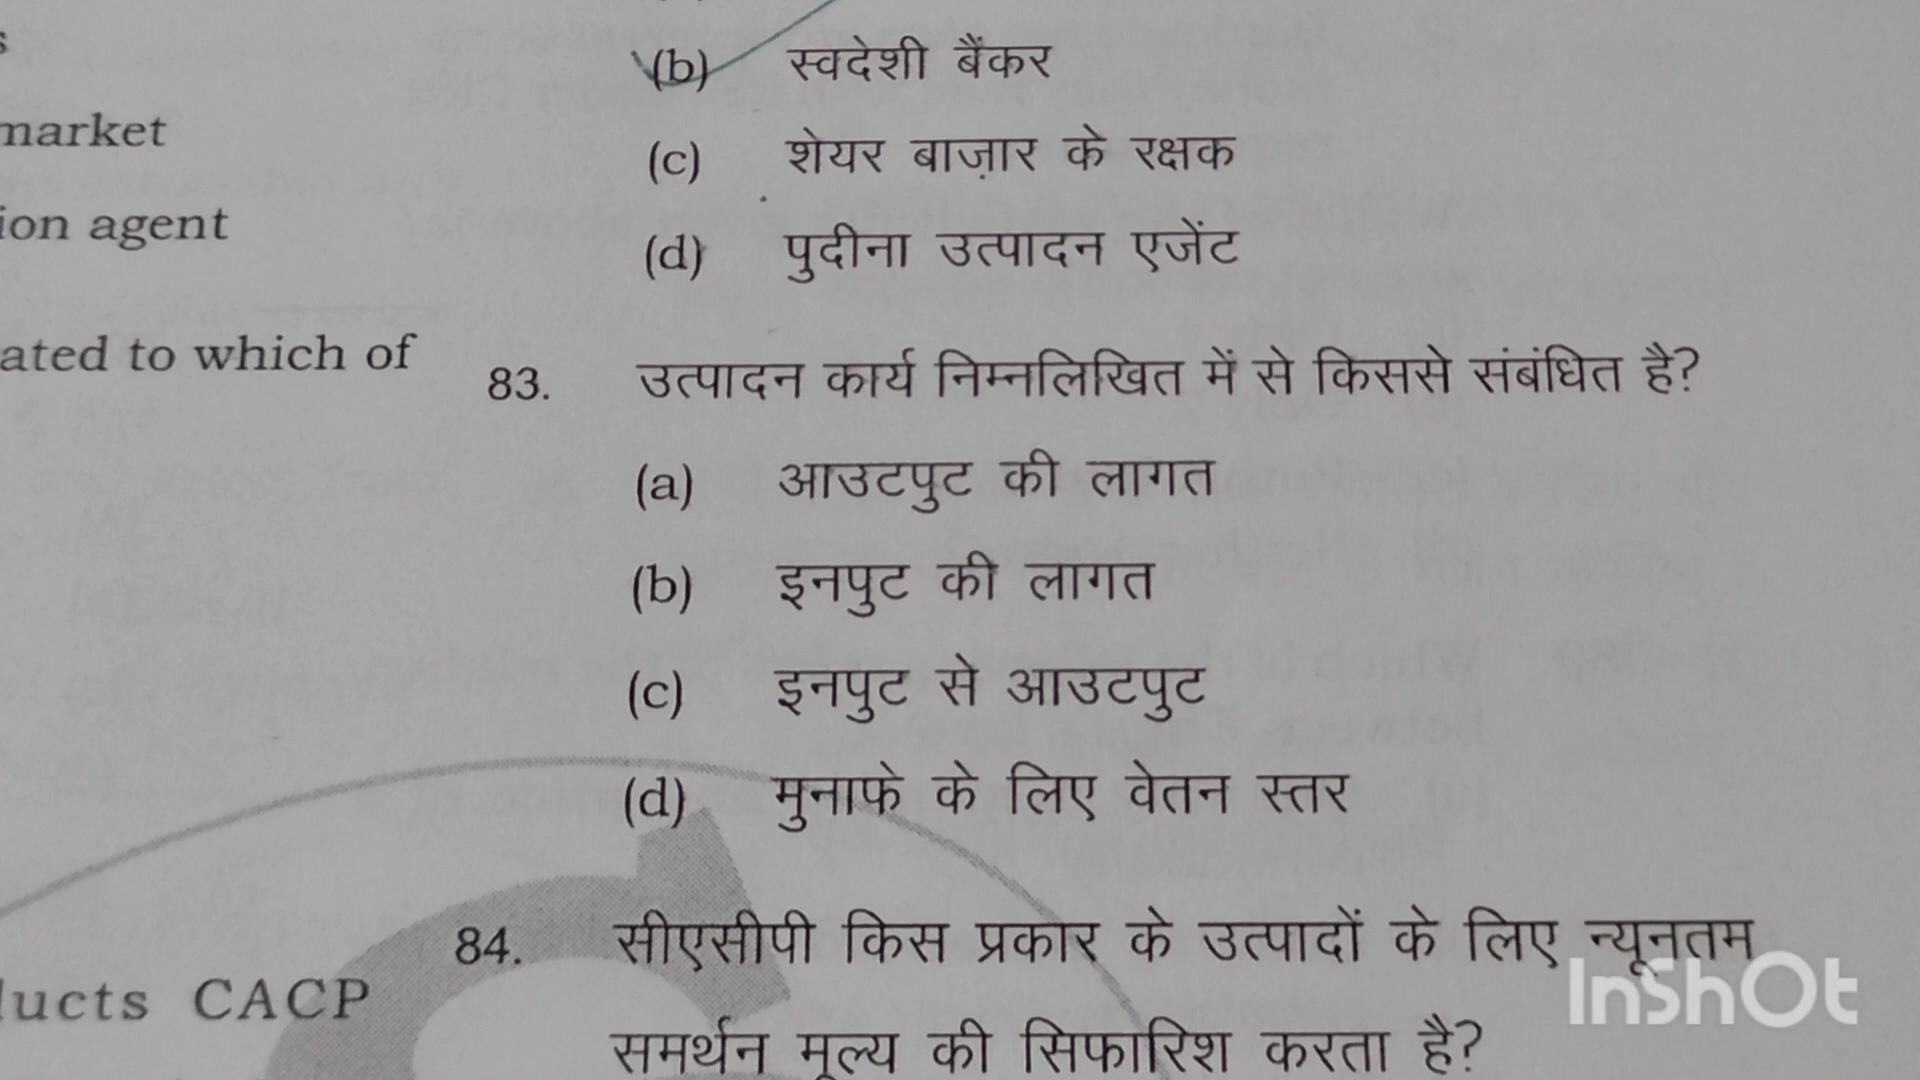 market
ion agent
ated to which of
ucts CACP
(b) स्वदेशी बैंकर
(c) शेयर बाज़ार के रक्षक
(d) पुदीना उत्पादन एजेंट
83. उत्पादन कार्य निम्नलिखित में से किससे संबंधित है?
(a) आउटपुट की लागत
(b) इनपुट की लागत
(c) इनपुट से आउटपुट
(d) मुनाफे के लिए वेतन स्तर
84. सीएसीपी किस प्रकार के उत्पादों के लिए न्यूनतम
समर्थन मूल्य की सिफारिश करता है?
InShOt